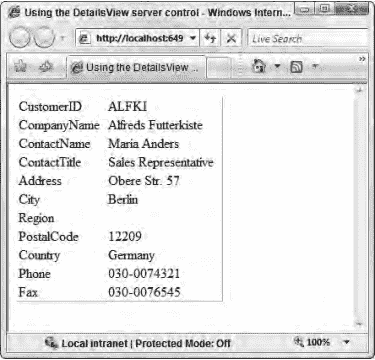 Using the DetailsView server control - Windows Intern...
http://localhost:649
Live Search
Using the DetailsView ...
CustomerID ALFKI
CompanyName Alfreds Futterkiste
ContactName Maria Anders
ContactTitle Sales Representative
Address Obere Str. 57
City Berlin
Region
PostalCode 12209
Country Germany
Phone 030-0074321
Fax 030-0076545
Local intranet | Protected Mode: Off
100%